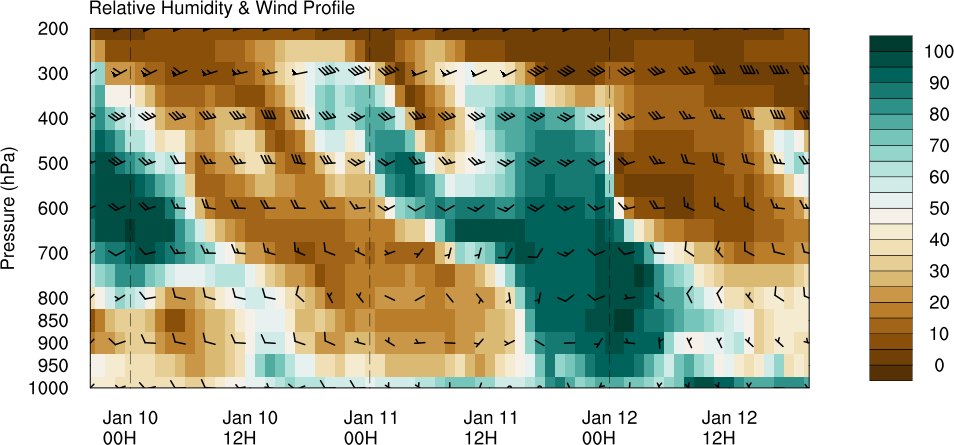 Relative Humidity & Wind Profile
Pressure (hPa)
200
300
400
500
600
700
800
850
900
950
1000
Jan 10
00H
Jan 10
12H
Jan 11
00H
Jan 11
12H
Jan 12
00H
Jan 12
12H
100
90
80
70
60
50
40
30
20
10
0